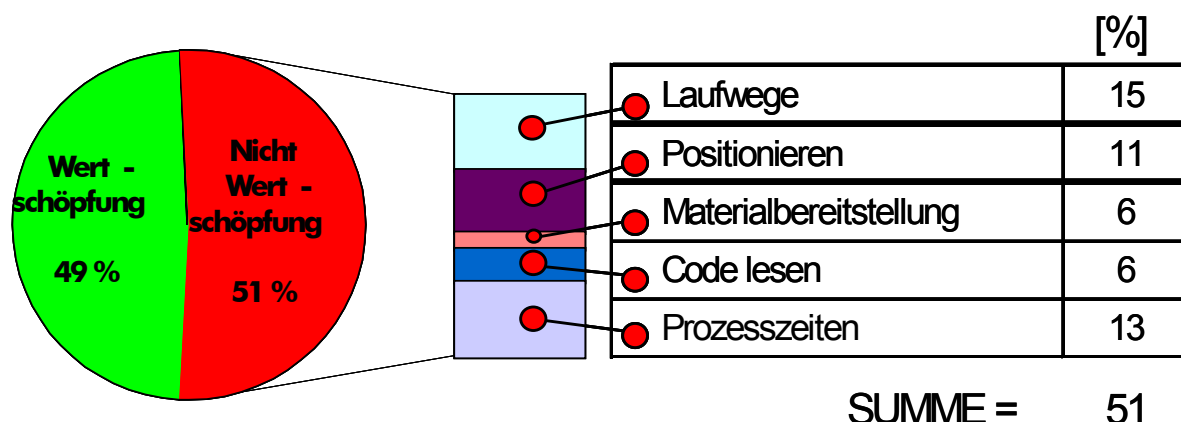 [%]
Wert -
schöpfung
49 %
Nicht
Wert -
schöpfung
51 %
Laufwege 15
Positionieren 11
Materialbereitstellung 6
Code lesen 6
Prozesszeiten 13
SUMME = 51